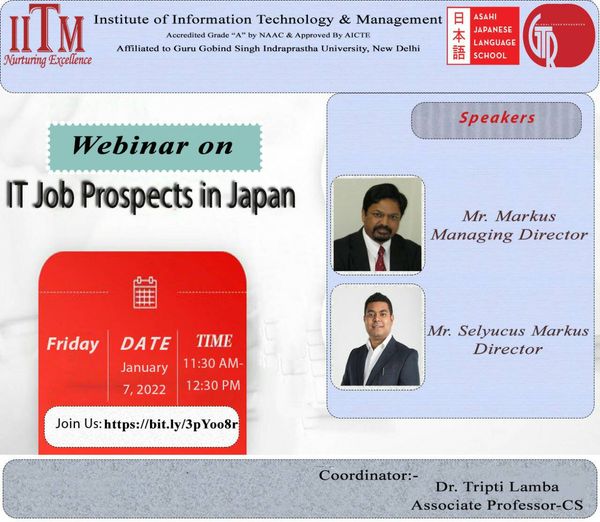 IITM
Nurturing Excellence
Institute of Information Technology & Management
Accredited Grade "A" by NAAC & Approved By AICTE
Affiliated to Guru Gobind Singh Indraprastha University, New Delhi
日本語
ASAHI
JAPANESE
LANGUAGE
SCHOOL
GTR
Webinar on
IT Job Prospects in Japan
Friday
DATE
January
7, 2022
TIME
11:30 AM-
12:30 PM
Join Us: https://bit.ly/3pYoo8r
Speakers
Mr. Markus
Managing Director
Mr. Selyucus Markus
Director
Coordinator:-
Dr. Tripti Lamba
Associate Professor-CS